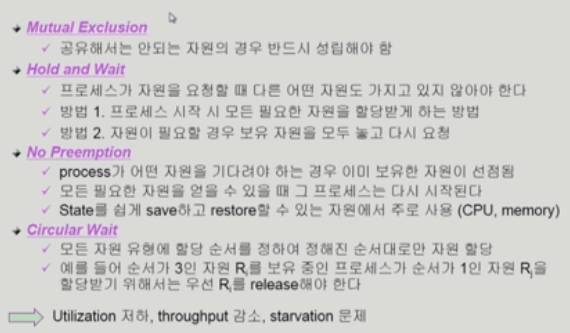 Mutual Exclusion
공유해서는 안되는 자원의 경우 반드시 성립해야 함
Hold and Wait
프로세스가 자원을 요청할 때 다른 어떤 자원도 가지고 있지 않아야 한다
방법 1. 프로세스 시작 시 모든 필요한 자원을 할당받게 하는 방법
방법 2. 자원이 필요할 경우 보유 자원을 모두 놓고 다시 요청
No Preemption
process가 어떤 자원을 기다려야 하는 경우 이미 보유한 자원이 선점됨
모든 필요한 자원을 얻을 수 있을 때 그 프로세스는 다시 시작된다
State를 쉽게 save하고 restore할 수 있는 자원에서 주로 사용 (CPU, memory)
Circular Wait
모든 자원 유형에 할당 순서를 정하여 정해진 순서대로만 자원 할당
예를 들어 순서가 3인 자원 Ri를 보유 중인 프로세스가 순서가 1인 자원 Rj을
할당받기 위해서는 우선 Ri를 release해야 한다
Utilization 저하, throughput 감소, starvation 문제